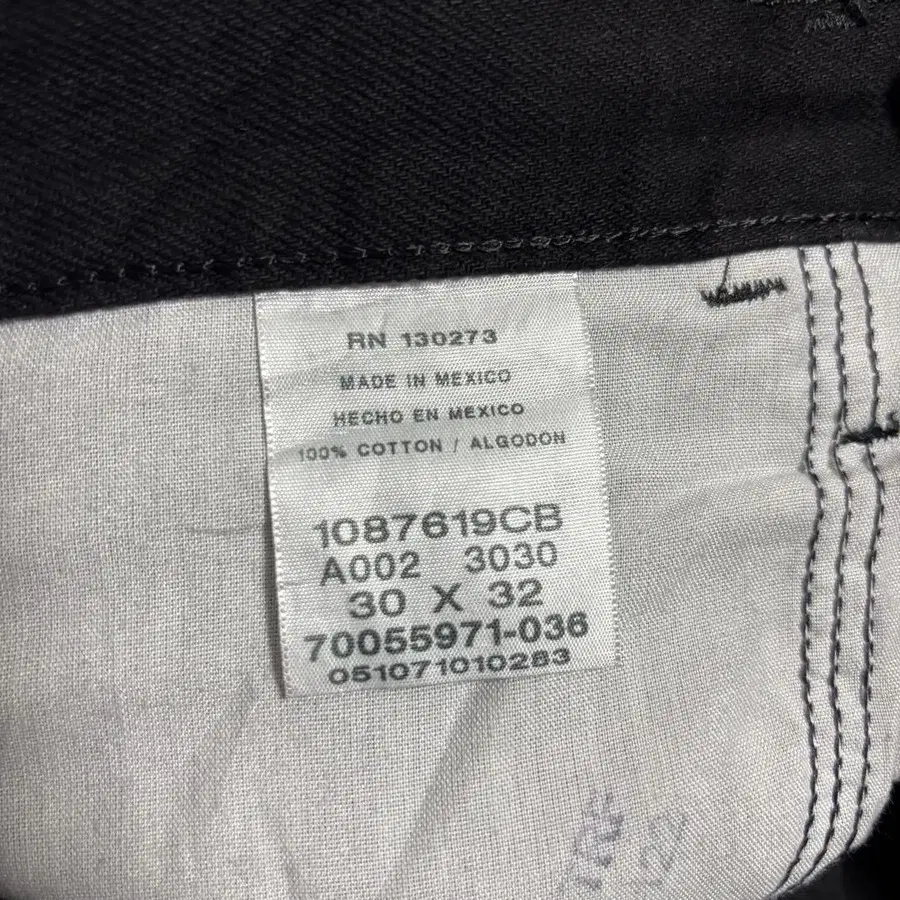 RN 130273
MADE IN MEXICO
HECHO EN MEXICO
100% COTTON / ALGODON
1087619CB
A002 3030
30 X 32
70055971-036
051071010283